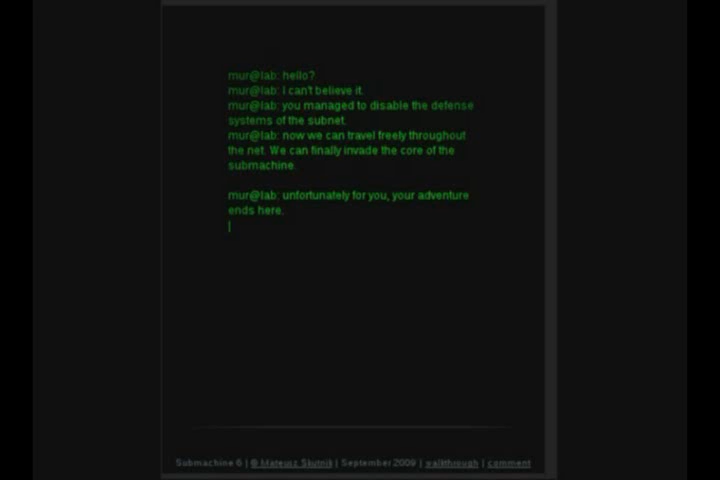 mur@lab: hello?
mur@lab: I can't believe it.
mur@lab: you managed to disable the defense
systems of the subnet.
mur@lab: now we can travel freely throughout
the net. We can finally invade the core of the
submachine.
mur@lab: unfortunately for you, your adventure
ends here.
Submachine 6 | © Mateusz Skutnik | September 2009 | walkthrough | comment